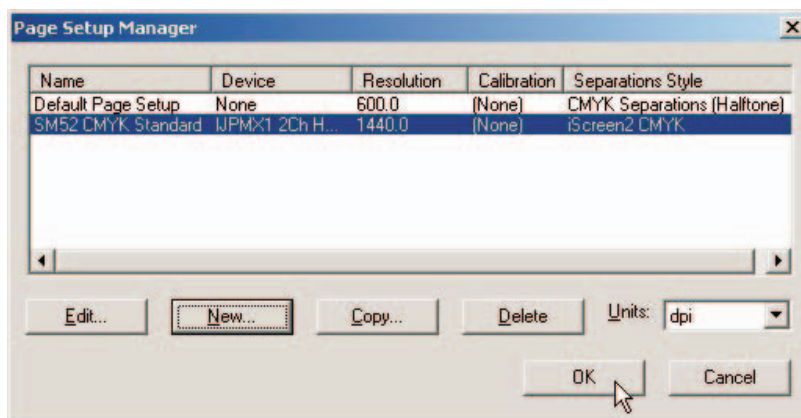 Page Setup Manager
Name Device Resolution Calibration Separations Style
Default Page Setup None 600.0 (None) CMYK Separations (Halftone)
SM52 CMYK Standard IJPMX1 2Ch H... 1440.0 (None) iScreen2 CMYK
Edit... New... Copy... Delete Units: dpi
OK Cancel